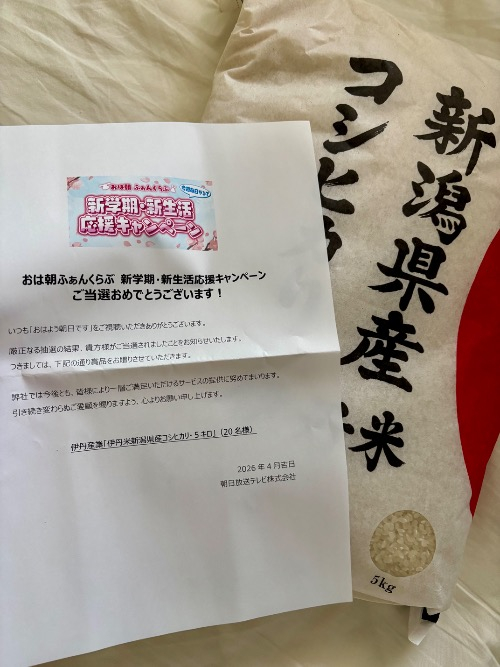 おは朝 ふぁんくらぶ
新学期・新生活
応援キャンペーン
おは朝ふぁんくらぶ 新学期・新生活応援キャンペーン
ご当選おめでとうございます！
いつも「おはよう朝日です」をご視聴いただきありがとうございます。
厳正なる抽選の結果、貴方様がご当選されましたことをお知らせいたします。
つきましては、下記の通り賞品をお贈りさせていただきます。
弊社では今後とも、皆様により一層ご満足いただけるサービスの提供に努めてまいります。
引き続き変わらぬご愛顧を賜りますよう、心よりお願い申し上げます。
伊丹産業「伊丹米新潟県産コシヒカリ・5キロ」（20名様）
2026年4月吉日
朝日放送テレビ株式会社
新潟県産
コシヒカリ
米
5kg